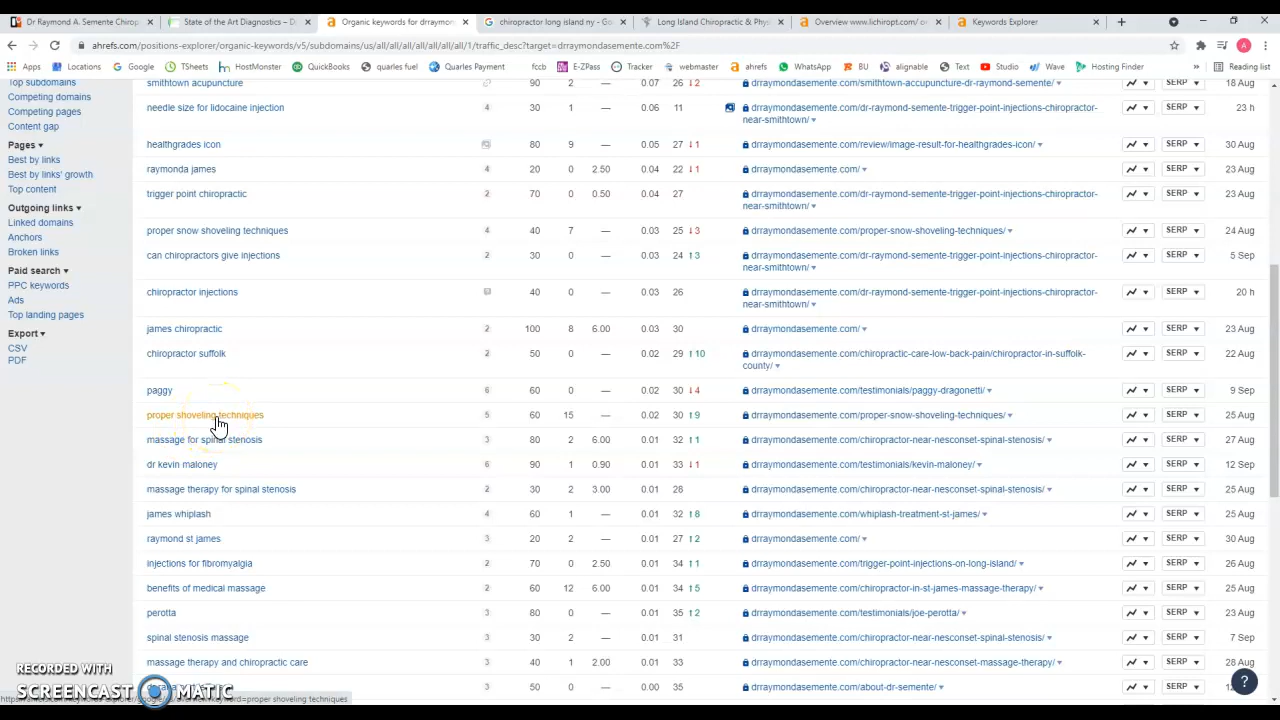 Dr Raymond A. Semente Chirop
State of the Art Diagnostics – D
Organic keywords for drraymon
chiropractor long island ny - Go
Long Island Chiropractic & Phys
Overview www.lichiropt.com/ o
Keywords Explorer
ahrefs.com/positions-explorer/organic-keywords/v5/subdomains/us/all/all/all/all/all/all/all/1/traffic_desc?target=drraymondasemente.com%2F
Apps Locations Google TSheets HostMonster QuickBooks quarles fuel fccb E-ZPass Tracker webmaster ahrefs WhatsApp BU alignable Text Studio Wave Hosting Finder » Reading list
Quarles Payment
Top subdomains
Competing domains
Competing pages
Content gap
Pages
Best by links
Best by links' growth
Top content
Outgoing links
Linked domains
Anchors
Broken links
Paid search
PPC keywords
Ads
Top landing pages
Export
CSV
PDF
smithtown acupuncture 90 2 — 0.07 26 ↓2 drraymondasemente.com/smithtown-accupuncture-dr-raymond-semente/ SERP 18 Aug
needle size for lidocaine injection 4 30 1 — 0.06 11 drraymondasemente.com/dr-raymond-semente-trigger-point-injections-chiropractor-near-smithtown/ SERP 23 h
healthgrades icon 80 9 — 0.05 27 ↓1 drraymondasemente.com/review/image-result-for-healthgrades-icon/ SERP 30 Aug
raymonda james 4 20 0 2.50 0.04 22 ↓1 drraymondasemente.com/ SERP 23 Aug
trigger point chiropractic 2 70 0 0.50 0.04 27 drraymondasemente.com/dr-raymond-semente-trigger-point-injections-chiropractor-near-smithtown/ SERP 23 Aug
proper snow shoveling techniques 4 40 7 — 0.03 25 ↓3 drraymondasemente.com/proper-snow-shoveling-techniques/ SERP 24 Aug
can chiropractors give injections 2 30 0 — 0.03 24 ↑3 drraymondasemente.com/dr-raymond-semente-trigger-point-injections-chiropractor-near-smithtown/ SERP 5 Sep
chiropractor injections 40 0 — 0.03 26 drraymondasemente.com/dr-raymond-semente-trigger-point-injections-chiropractor-near-smithtown/ SERP 20 h
james chiropractic 2 100 8 6.00 0.03 30 drraymondasemente.com/ SERP 23 Aug
chiropractor suffolk 2 50 0 — 0.02 29 ↑10 drraymondasemente.com/chiropractic-care-low-back-pain/chiropractor-in-suffolk-county/ SERP 22 Aug
paggy 6 60 0 — 0.02 30 ↓4 drraymondasemente.com/testimonials/paggy-dragonetti/ SERP 9 Sep
proper shoveling techniques 5 60 15 — 0.02 30 ↑9 drraymondasemente.com/proper-snow-shoveling-techniques/ SERP 25 Aug
massage for spinal stenosis 3 80 2 6.00 0.01 32 ↑1 drraymondasemente.com/chiropractor-near-nesconset-spinal-stenosis/ SERP 27 Aug
dr kevin maloney 6 90 1 0.90 0.01 33 ↓1 drraymondasemente.com/testimonials/kevin-maloney/ SERP 12 Sep
massage therapy for spinal stenosis 2 30 2 3.00 0.01 28 drraymondasemente.com/chiropractor-near-nesconset-spinal-stenosis/ SERP 25 Aug
james whiplash 4 60 1 — 0.01 32 ↑8 drraymondasemente.com/whiplash-treatment-st-james/ SERP 25 Aug
raymond st james 3 20 2 — 0.01 27 ↑2 drraymondasemente.com/ SERP 30 Aug
injections for fibromyalgia 2 70 0 2.50 0.01 34 ↑1 drraymondasemente.com/trigger-point-injections-on-long-island/ SERP 26 Aug
benefits of medical massage 2 60 12 6.00 0.01 34 ↑5 drraymondasemente.com/chiropractor-in-st-james-massage-therapy/ SERP 25 Aug
perotta 3 80 0 — 0.01 35 ↑2 drraymondasemente.com/testimonials/joe-perotta/ SERP 23 Aug
spinal stenosis massage 3 30 2 — 0.01 31 drraymondasemente.com/chiropractor-near-nesconset-spinal-stenosis/ SERP 7 Sep
massage therapy and chiropractic care 3 40 1 2.00 0.01 33 drraymondasemente.com/chiropractor-near-nesconset-massage-therapy/ SERP 28 Aug
3 50 0 — 0.00 35 drraymondasemente.com/about-dr-semente/ SERP
RECORDED WITH
SCREENCAST MATIC